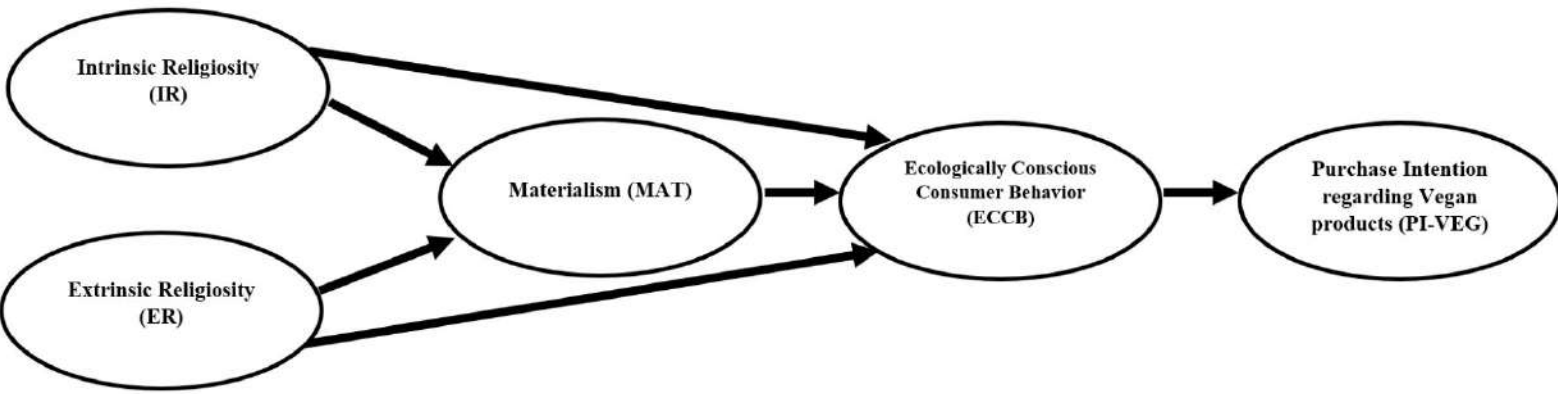 Intrinsic Religiosity
(IR)
Extrinsic Religiosity
(ER)
Materialism (MAT)
Ecologically Conscious
Consumer Behavior
(ECCB)
Purchase Intention
regarding Vegan
products (PI-VEG)